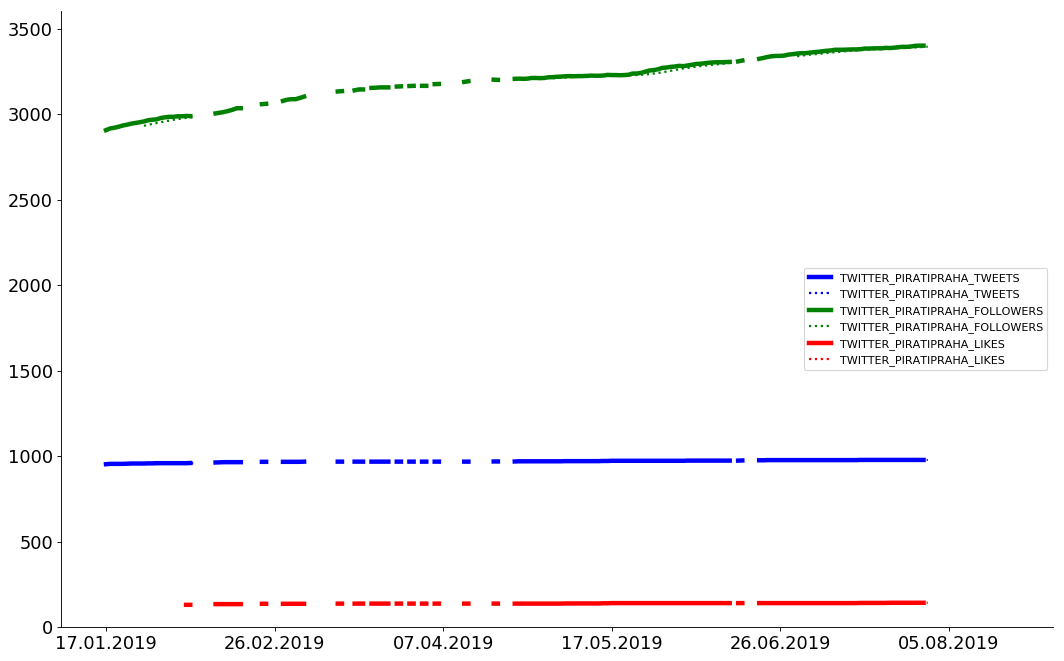 3500
3000
2500
2000
1500
1000
500
0
TWITTER_PIRATIPRAHA_TWEETS
TWITTER_PIRATIPRAHA_TWEETS
TWITTER_PIRATIPRAHA_FOLLOWERS
TWITTER_PIRATIPRAHA_FOLLOWERS
TWITTER_PIRATIPRAHA_LIKES
TWITTER_PIRATIPRAHA_LIKES
17.01.2019 26.02.2019 07.04.2019 17.05.2019 26.06.2019 05.08.2019